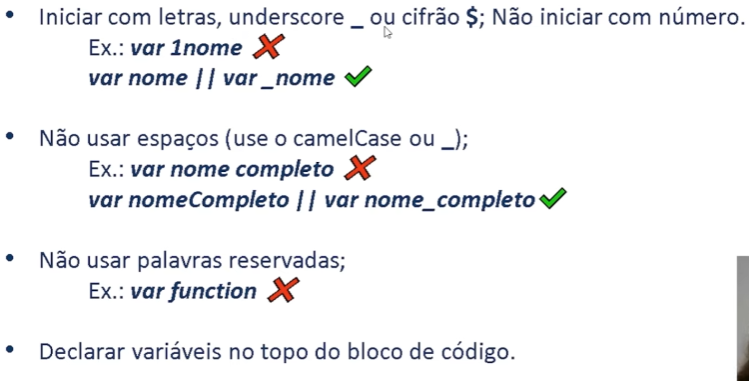 • Iniciar com letras, underscore _ ou cifrão $; Não iniciar com número.
Ex.: var 1nome
var nome || var _nome
• Não usar espaços (use o camelCase ou _);
Ex.: var nome completo
var nomeCompleto || var nome_completo
• Não usar palavras reservadas;
Ex.: var function
• Declarar variáveis no topo do bloco de código.